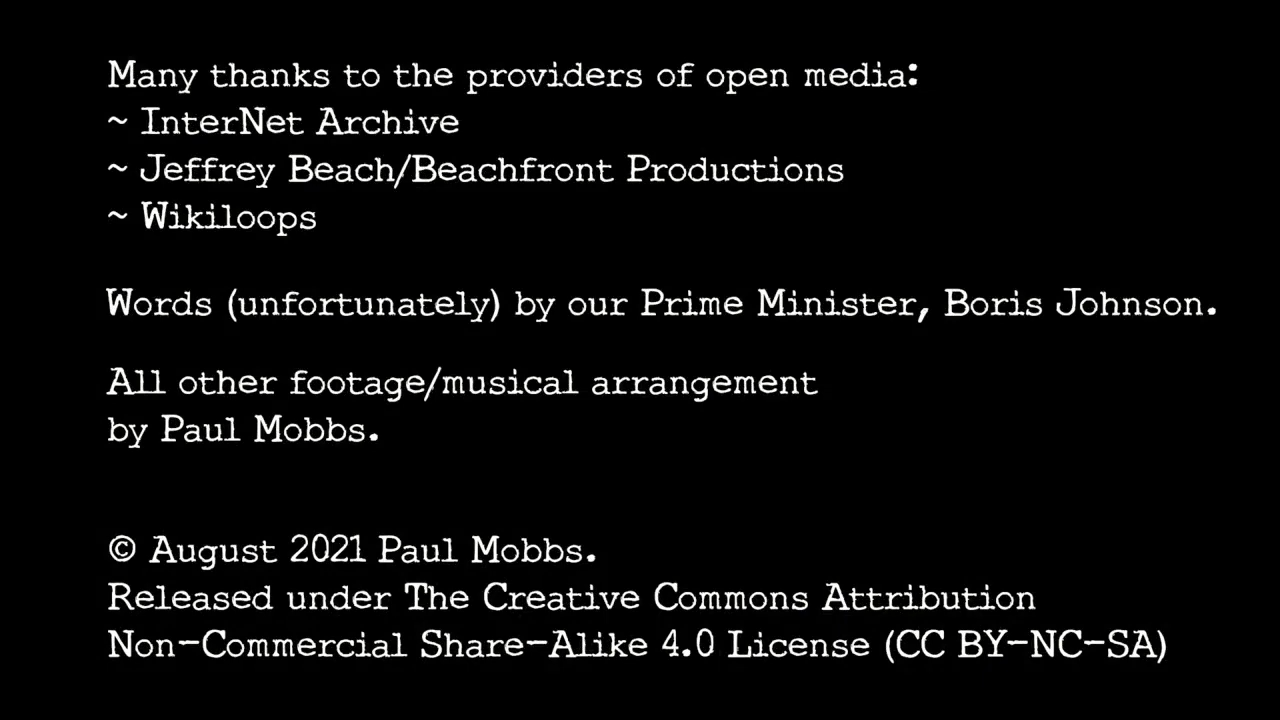 Many thanks to the providers of open media:
~ InterNet Archive
~ Jeffrey Beach/Beachfront Productions
~ Wikiloops
Words (unfortunately) by our Prime Minister, Boris Johnson.
All other footage/musical arrangement
by Paul Mobbs.
© August 2021 Paul Mobbs.
Released under The Creative Commons Attribution
Non-Commercial Share-Alike 4.0 License (CC BY-NC-SA)